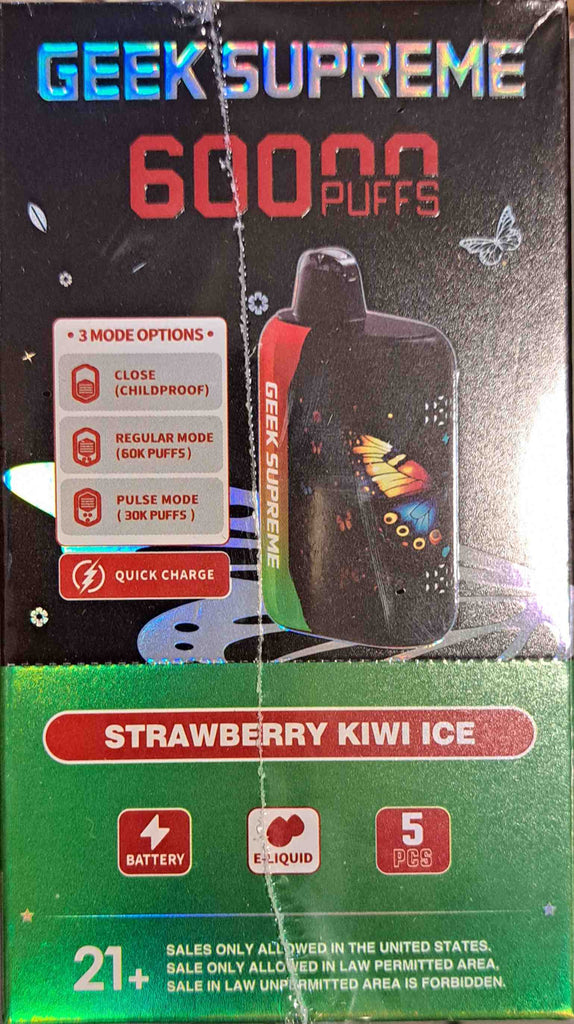 GEEK SUPREME
60000
PUFFS
• 3 MODE OPTIONS •
CLOSE
(CHILDPROOF)
REGULAR MODE
(60K PUFFS)
PULSE MODE
( 30K PUFFS )
QUICK CHARGE
GEEK SUPREME
STRAWBERRY KIWI ICE
BATTERY
E-LIQUID
5
PCS
21+
SALES ONLY ALLOWED IN THE UNITED STATES.
SALE ONLY ALLOWED IN LAW PERMITTED AREA,
SALE IN LAW UNPERMITTED AREA IS FORBIDDEN.